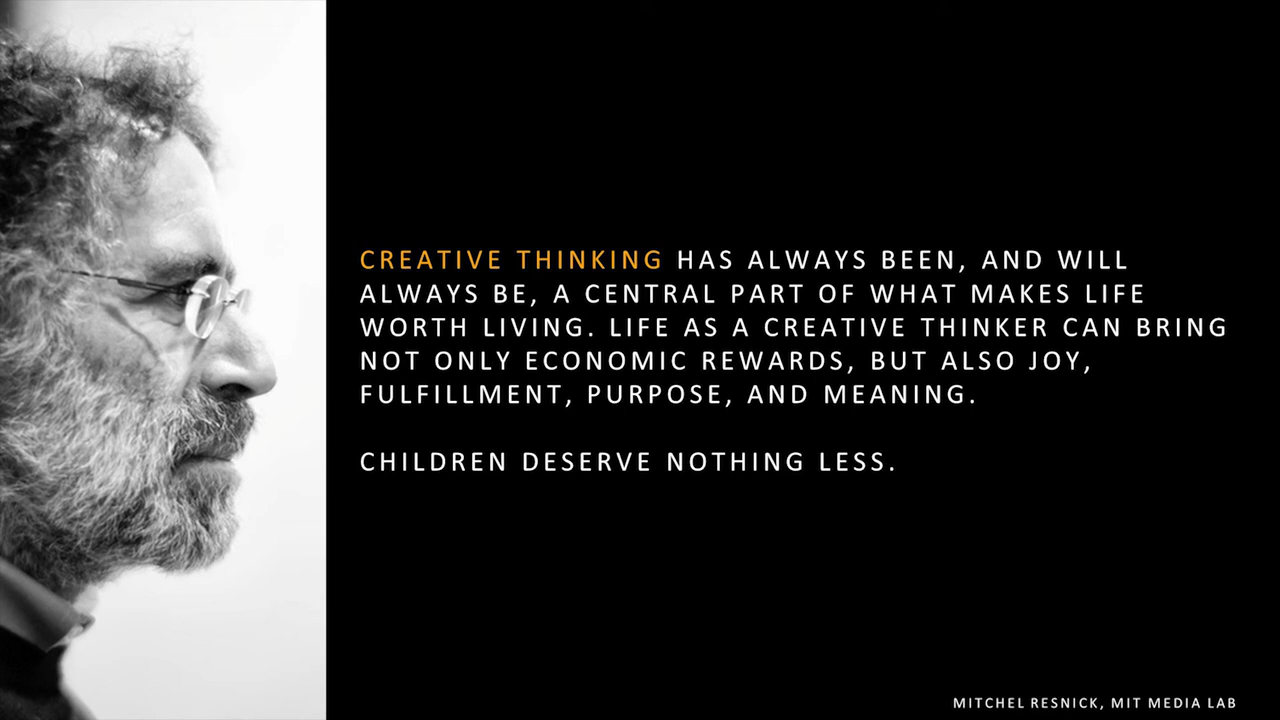 CREATIVE THINKING HAS ALWAYS BEEN, AND WILL
ALWAYS BE, A CENTRAL PART OF WHAT MAKES LIFE
WORTH LIVING. LIFE AS A CREATIVE THINKER CAN BRING
NOT ONLY ECONOMIC REWARDS, BUT ALSO JOY,
FULFILLMENT, PURPOSE, AND MEANING.
CHILDREN DESERVE NOTHING LESS.
MITCHEL RESNICK, MIT MEDIA LAB